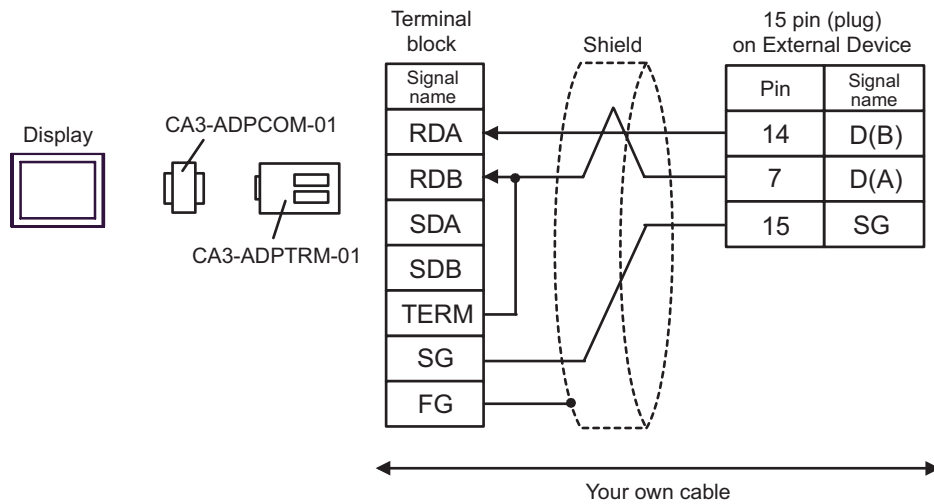 Terminal
block
Shield
15 pin (plug)
on External Device
Display
CA3-ADPCOM-01
CA3-ADPTRM-01
Signal
name
RDA
RDB
SDA
SDB
TERM
SG
FG
Pin
Signal
name
14
D(B)
7
D(A)
15
SG
Your own cable